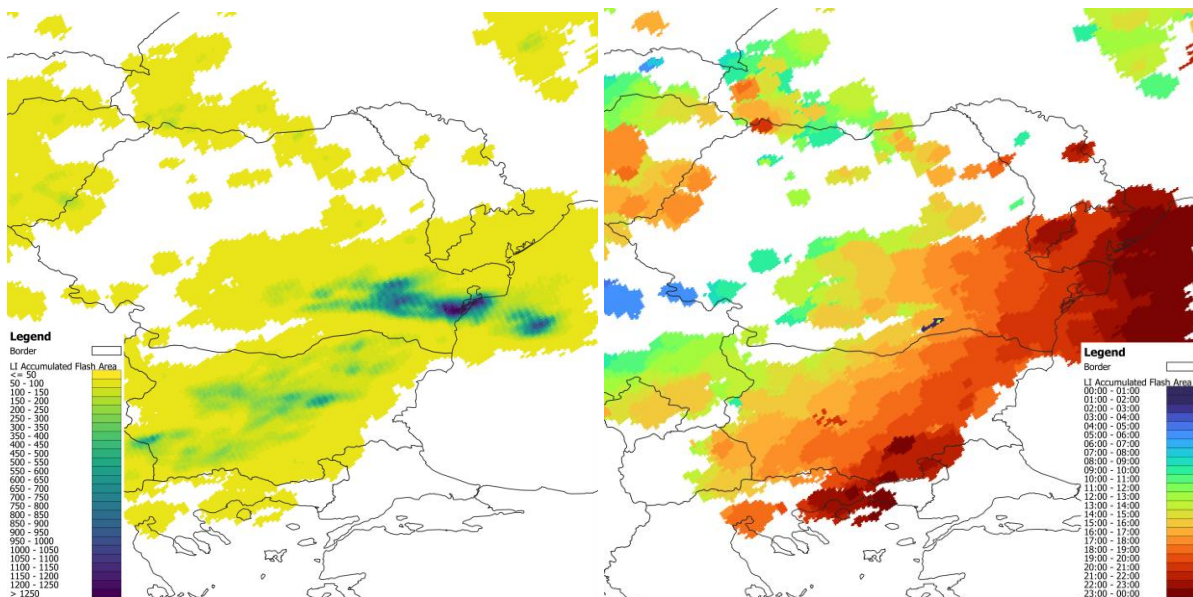 Legend
Border
LI Accumulated Flash Area
<= 50
50 - 100
100 - 150
150 - 200
200 - 250
250 - 300
300 - 350
350 - 400
400 - 450
450 - 500
500 - 550
550 - 600
600 - 650
650 - 700
700 - 750
750 - 800
800 - 850
850 - 900
900 - 950
950 - 1000
1000 - 1050
1050 - 1100
1100 - 1150
1150 - 1200
1200 - 1250
> 1250
Legend
Border
LI Accumulated Flash Area
00:00 - 01:00
01:00 - 02:00
02:00 - 03:00
03:00 - 04:00
04:00 - 05:00
05:00 - 06:00
06:00 - 07:00
07:00 - 08:00
08:00 - 09:00
09:00 - 10:00
10:00 - 11:00
11:00 - 12:00
12:00 - 13:00
13:00 - 14:00
14:00 - 15:00
15:00 - 16:00
16:00 - 17:00
17:00 - 18:00
18:00 - 19:00
19:00 - 20:00
20:00 - 21:00
21:00 - 22:00
22:00 - 23:00
23:00 - 00:00